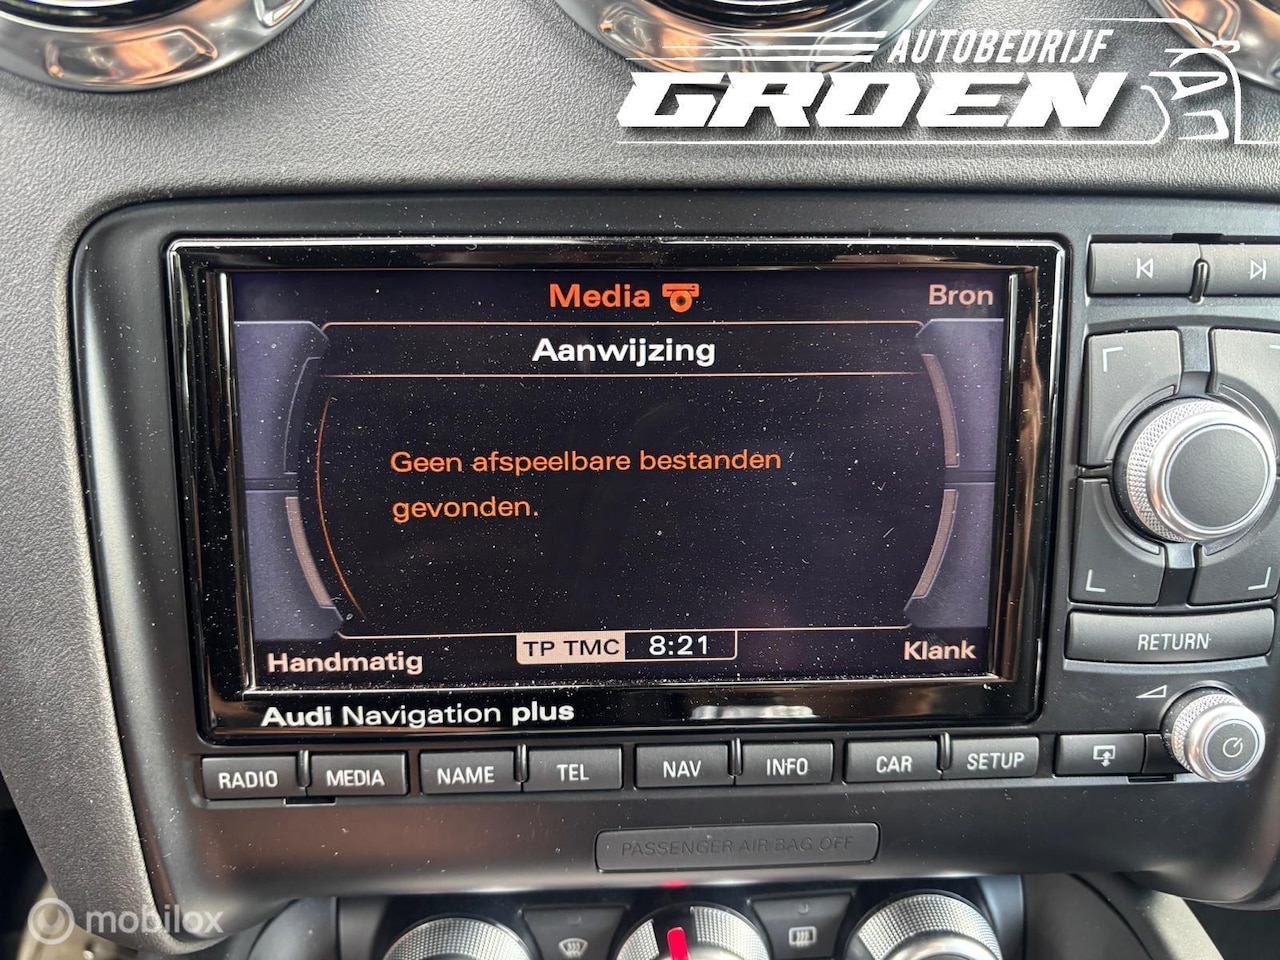 AUTOBEDRIJF
GROEN
Media
Bron
Aanwijzing
Geen afspeelbare bestanden
gevonden.
Handmatig
TP TMC
8:21
Klank
Audi Navigation plus
RETURN
RADIO
MEDIA
NAME
TEL
NAV
INFO
CAR
SETUP
PASSENGER AIR BAG OFF
mobilox